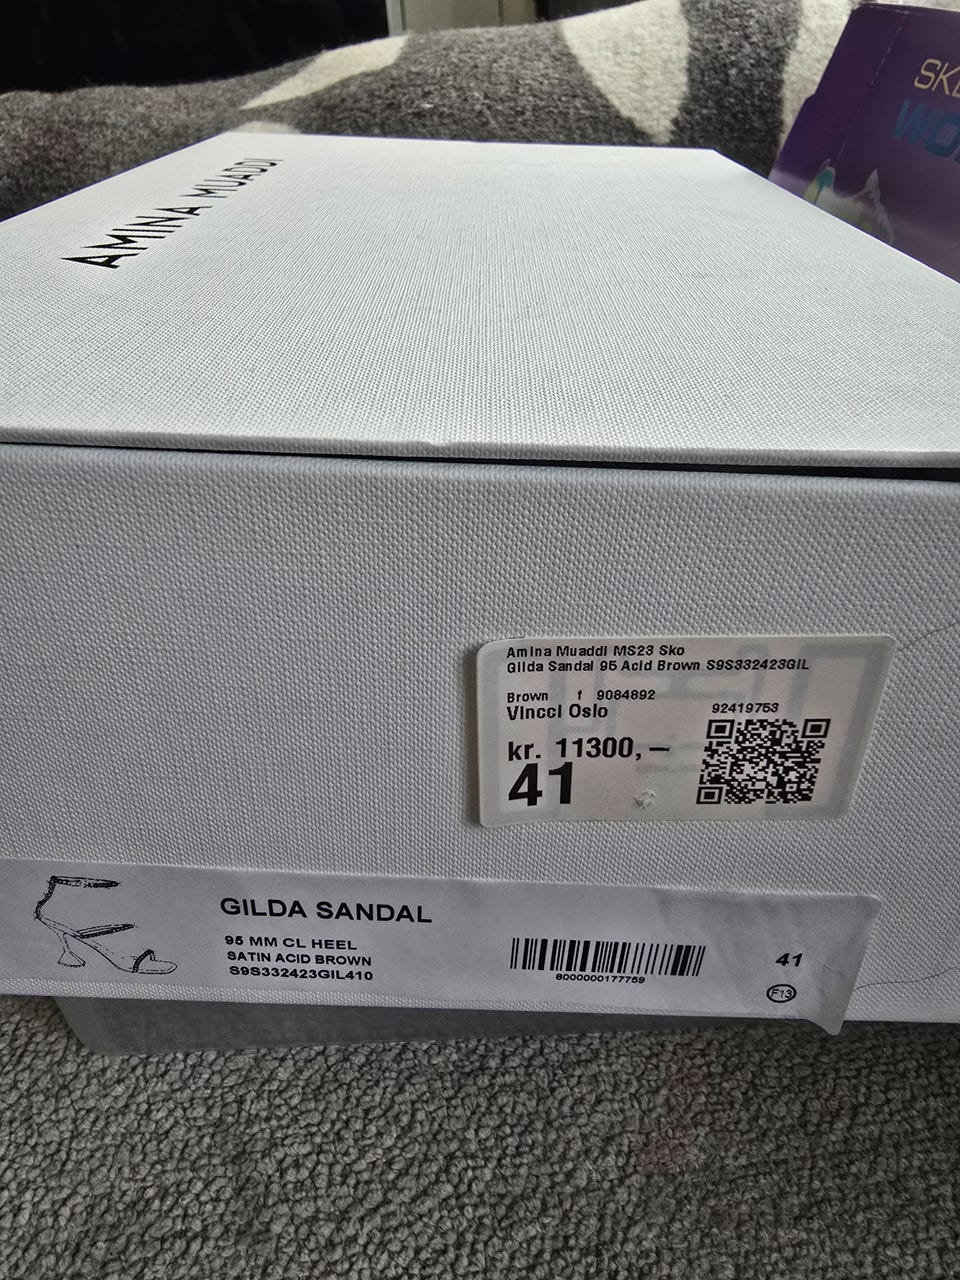 AMINA MUADDI
Amina Muaddi MS23 Sko
Gilda Sandal 95 Acid Brown S9S332423GIL
Brown f 9084892
Vincci Oslo
92419753
kr. 11300,–
41
GILDA SANDAL
95 MM CL HEEL
SATIN ACID BROWN
S9S332423GIL410
8000000177759
41
F13